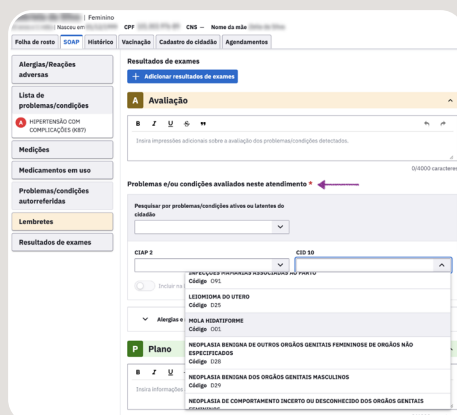 | Feminino
Nasceu em CPF CNS — Nome da mãe
Folha de rosto SOAP Histórico Vacinação Cadastro do cidadão Agendamentos
Alergias/Reações
adversas
Lista de
problemas/condições
A HIPERTENSÃO COM
COMPLICAÇÕES (K87)
Medições
Medicamentos em uso
Problemas/condições
autorreferidas
Lembretes
Resultados de exames
Resultados de exames
+ Adicionar resultados de exames
A Avaliação
B I U S "
Insira impressões adicionais sobre a avaliação dos problemas/condições detectados.
0/4000 caracteres
Problemas e/ou condições avaliados neste atendimento *
Pesquisar por problemas/condições ativos ou latentes do
cidadão
CIAP 2 CID 10
Incluir na
INFECÇÕES MAMÁRIAS ASSOCIADAS AO PARTO
Código O91
LEIOMIOMA DO UTERO
Código D25
MOLA HIDATIFORME
Código O01
NEOPLASIA BENIGNA DE OUTROS ORGÃOS GENITAIS FEMININOSE DE ORGÃOS NÃO
ESPECIFICADOS
Código D28
NEOPLASIA BENIGNA DOS ORGÃOS GENITAIS MASCULINOS
Código D29
NEOPLASIA DE COMPORTAMENTO INCERTO OU DESCONHECIDO DOS ORGÃOS GENITAIS
FEMININOS
Alergias e
P Plano
B I U
Insira informações